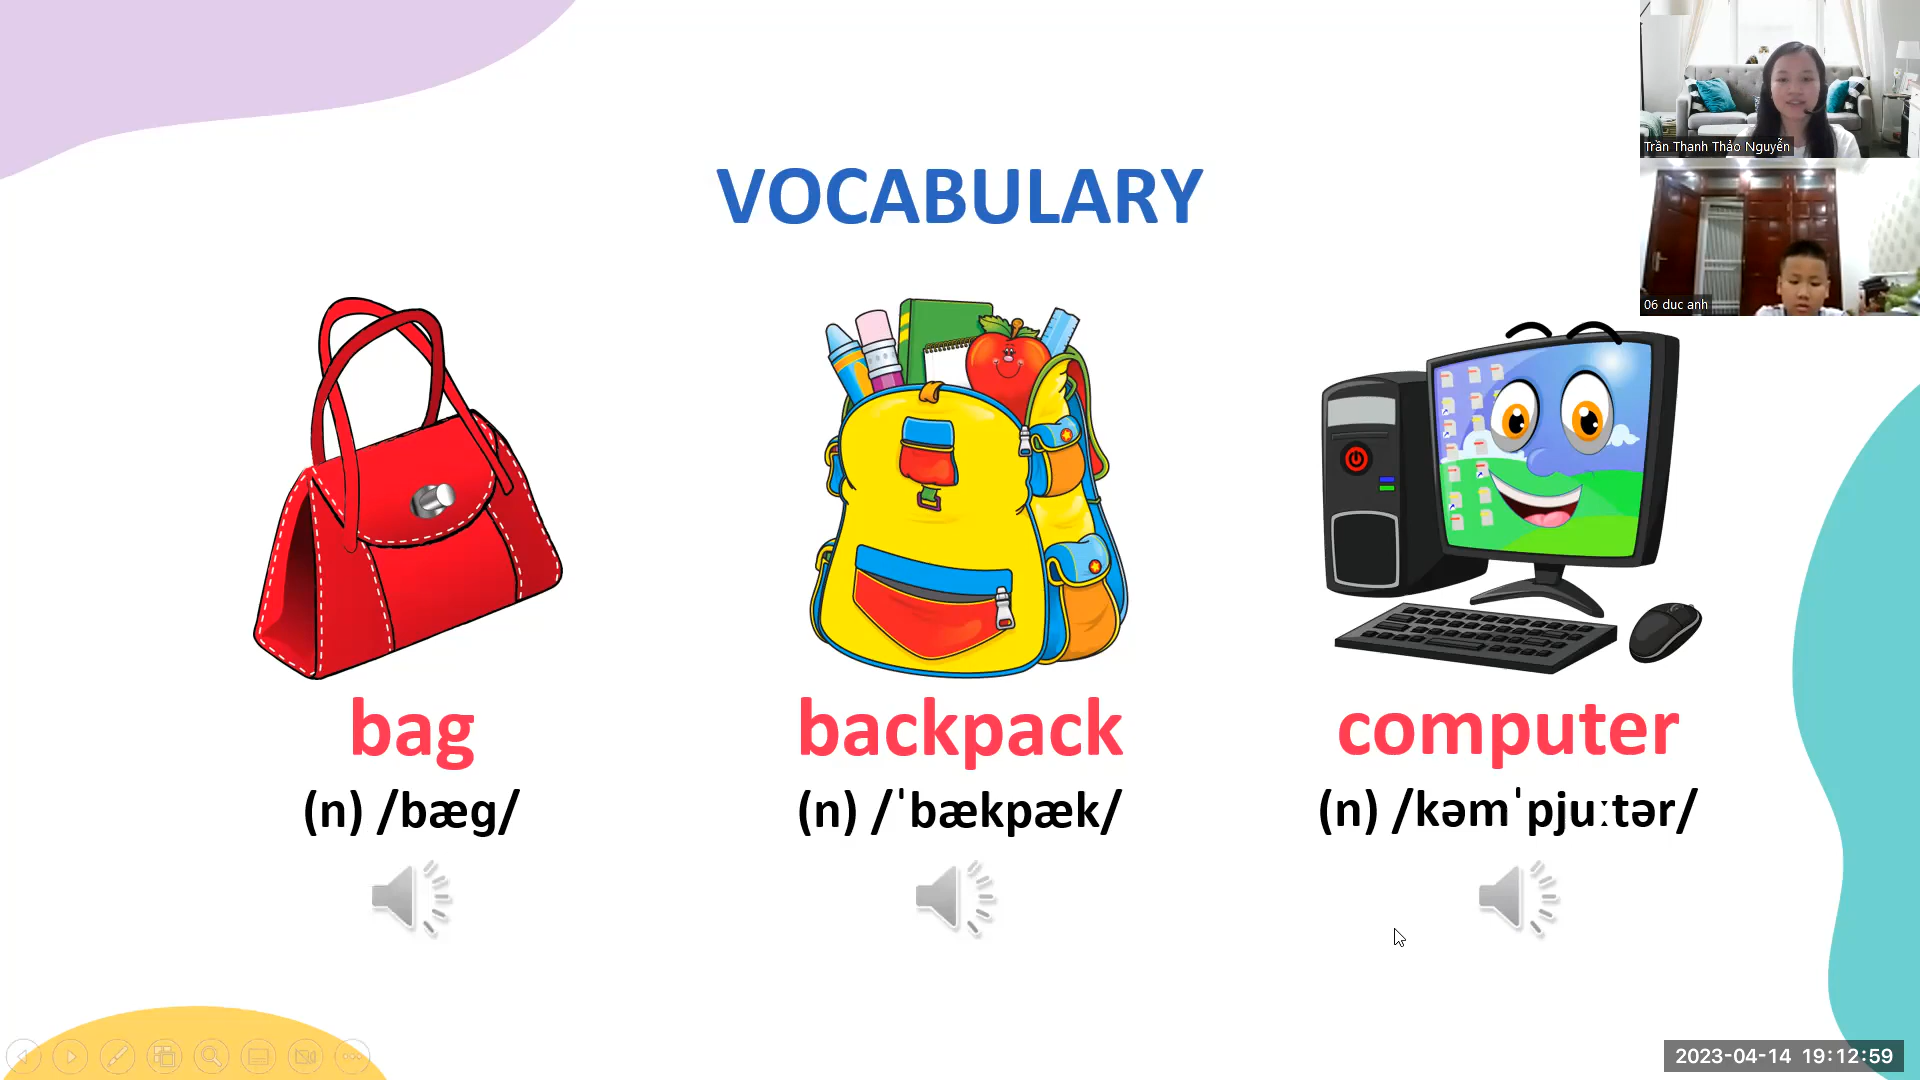 VOCABULARY
bag
(n) /bæg/
backpack
(n) /ˈbækpæk/
computer
(n) /kəmˈpjuːtər/
Trần Thanh Thảo Nguyễn
06 duc anh
2023-04-14 19:12:59